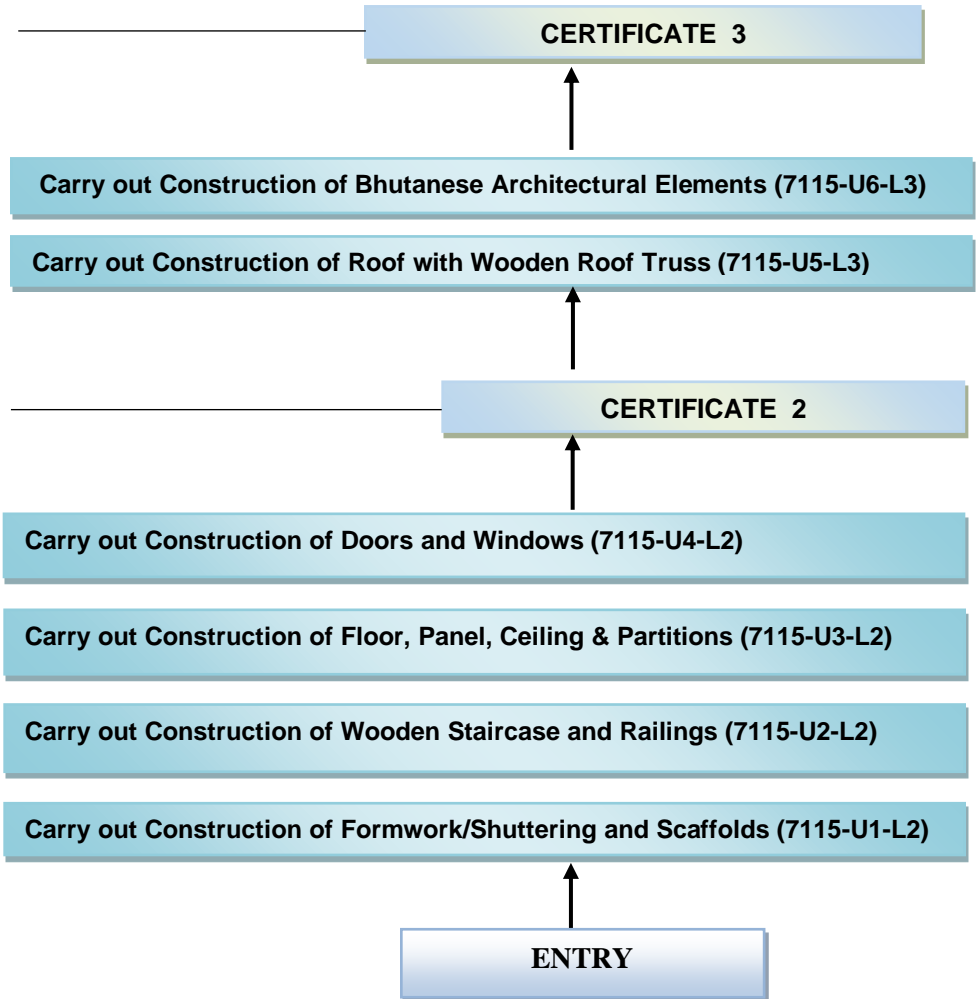 CERTIFICATE 3
Carry out Construction of Bhutanese Architectural Elements (7115-U6-L3)
Carry out Construction of Roof with Wooden Roof Truss (7115-U5-L3)
CERTIFICATE 2
Carry out Construction of Doors and Windows (7115-U4-L2)
Carry out Construction of Floor, Panel, Ceiling & Partitions (7115-U3-L2)
Carry out Construction of Wooden Staircase and Railings (7115-U2-L2)
Carry out Construction of Formwork/Shuttering and Scaffolds (7115-U1-L2)
ENTRY